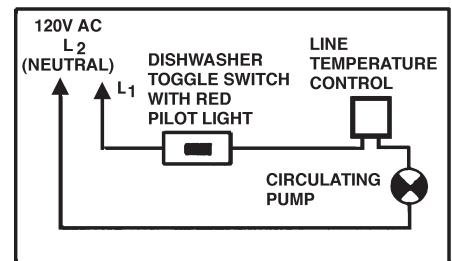 120V AC
L2
(NEUTRAL)
L1
DISHWASHER
TOGGLE SWITCH
WITH RED
PILOT LIGHT
LINE
TEMPERATURE
CONTROL
CIRCULATING
PUMP